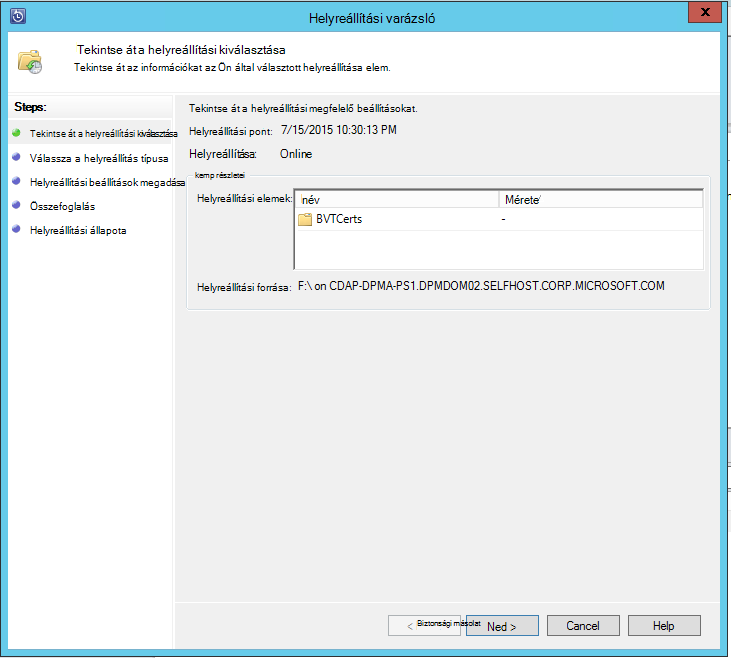 Helyreállítási varázsló
x
Tekintse át a helyreállítási kiválasztása
Tekintse át az információkat az Ön által választott helyreállítása elem.
Steps:
Tekintse át a helyreállítási kiválasztása
Válassza a helyreállítás típusa
Helyreállítási beállítások megadása
Összefoglalás
Helyreállítási állapota
Tekintse át a helyreállítási megfelelő beállításokat.
Helyreállítási pont: 7/15/2015 10:30:13 PM
Helyreállítása: Online
kemp részletei
Helyreállítási elemek: név Mérete
BVTCerts -
Helyreállítási forrása: F:\ on CDAP-DPMA-PS1.DPMDOM02.SELFHOST.CORP.MICROSOFT.COM
< Biztonsági másolat Ned > Cancel Help